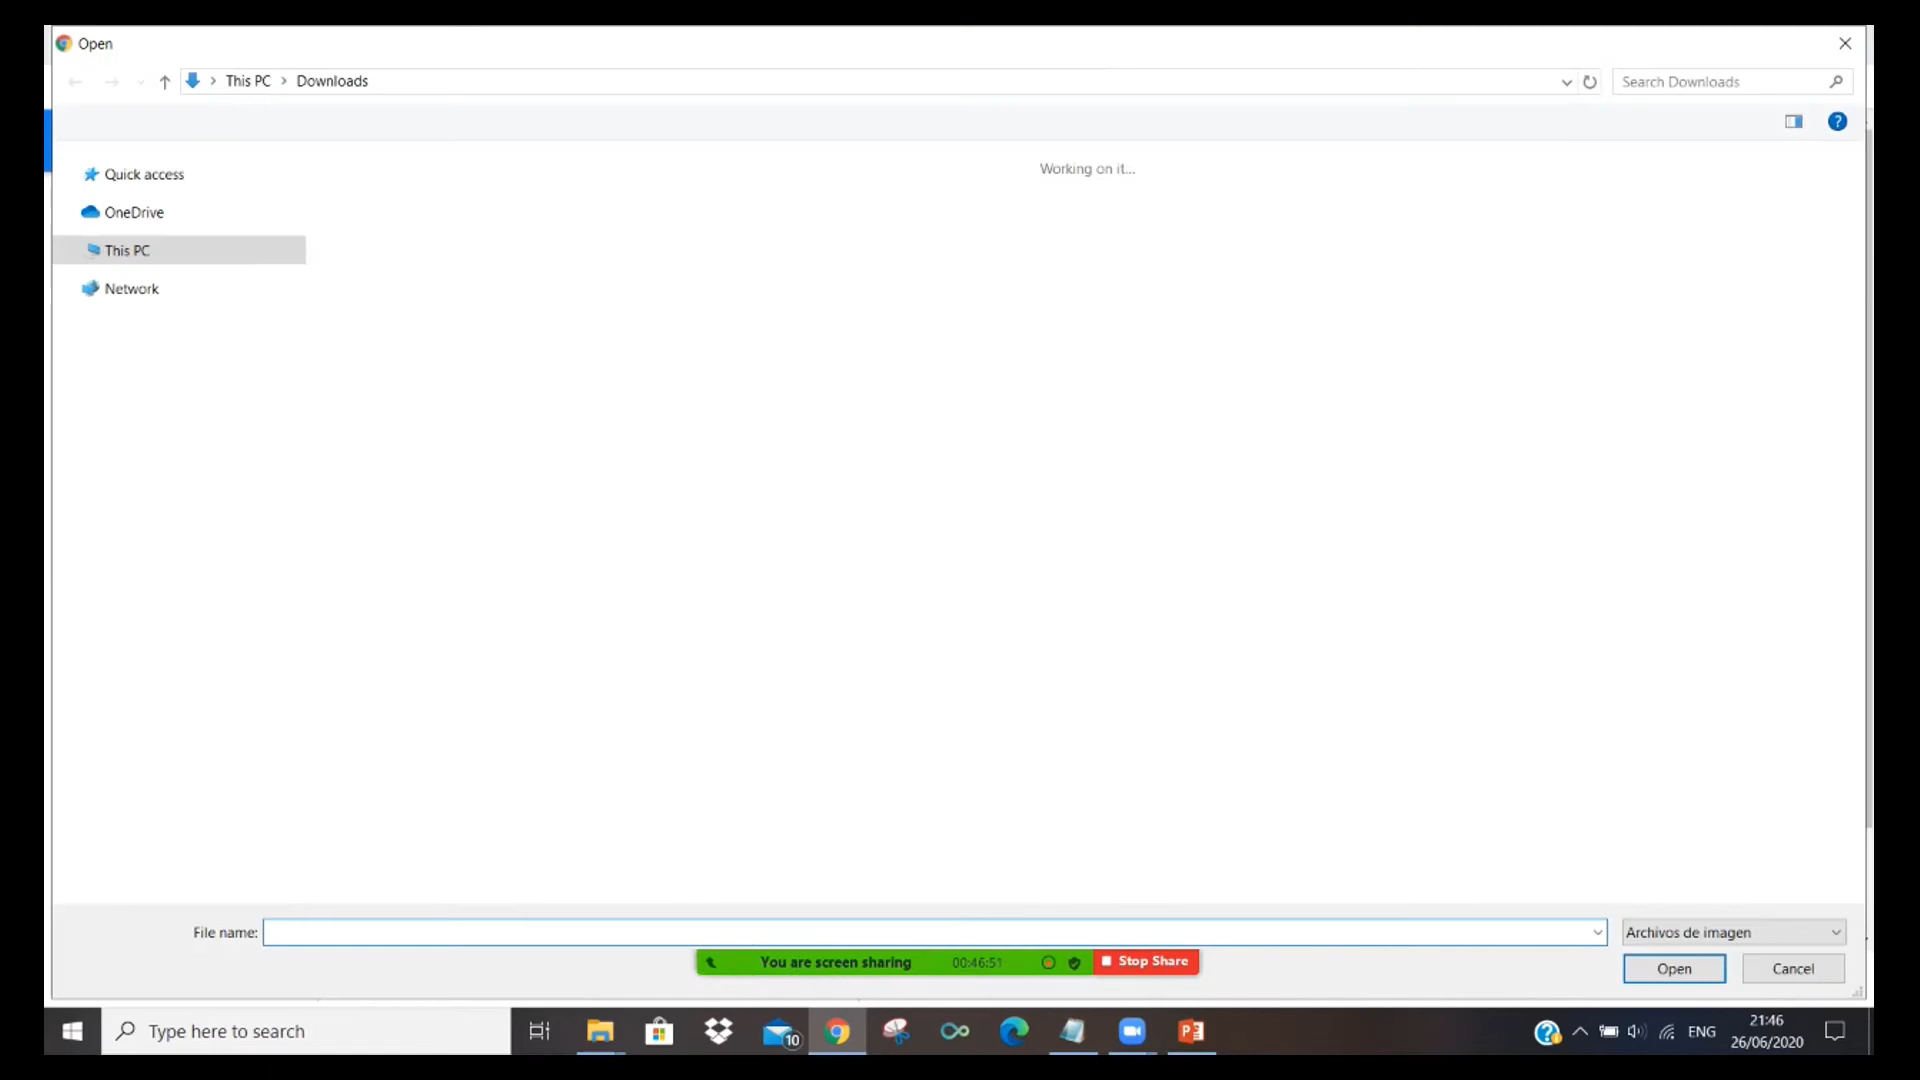 Open
This PC
Downloads
Search Downloads
Quick access
Working on it...
OneDrive
This PC
Network
File name:
Archivos de imagen
You are screen sharing
00:46:51
Stop Share
Open
Cancel
Type here to search
10
ENG
21:46
26/06/2020